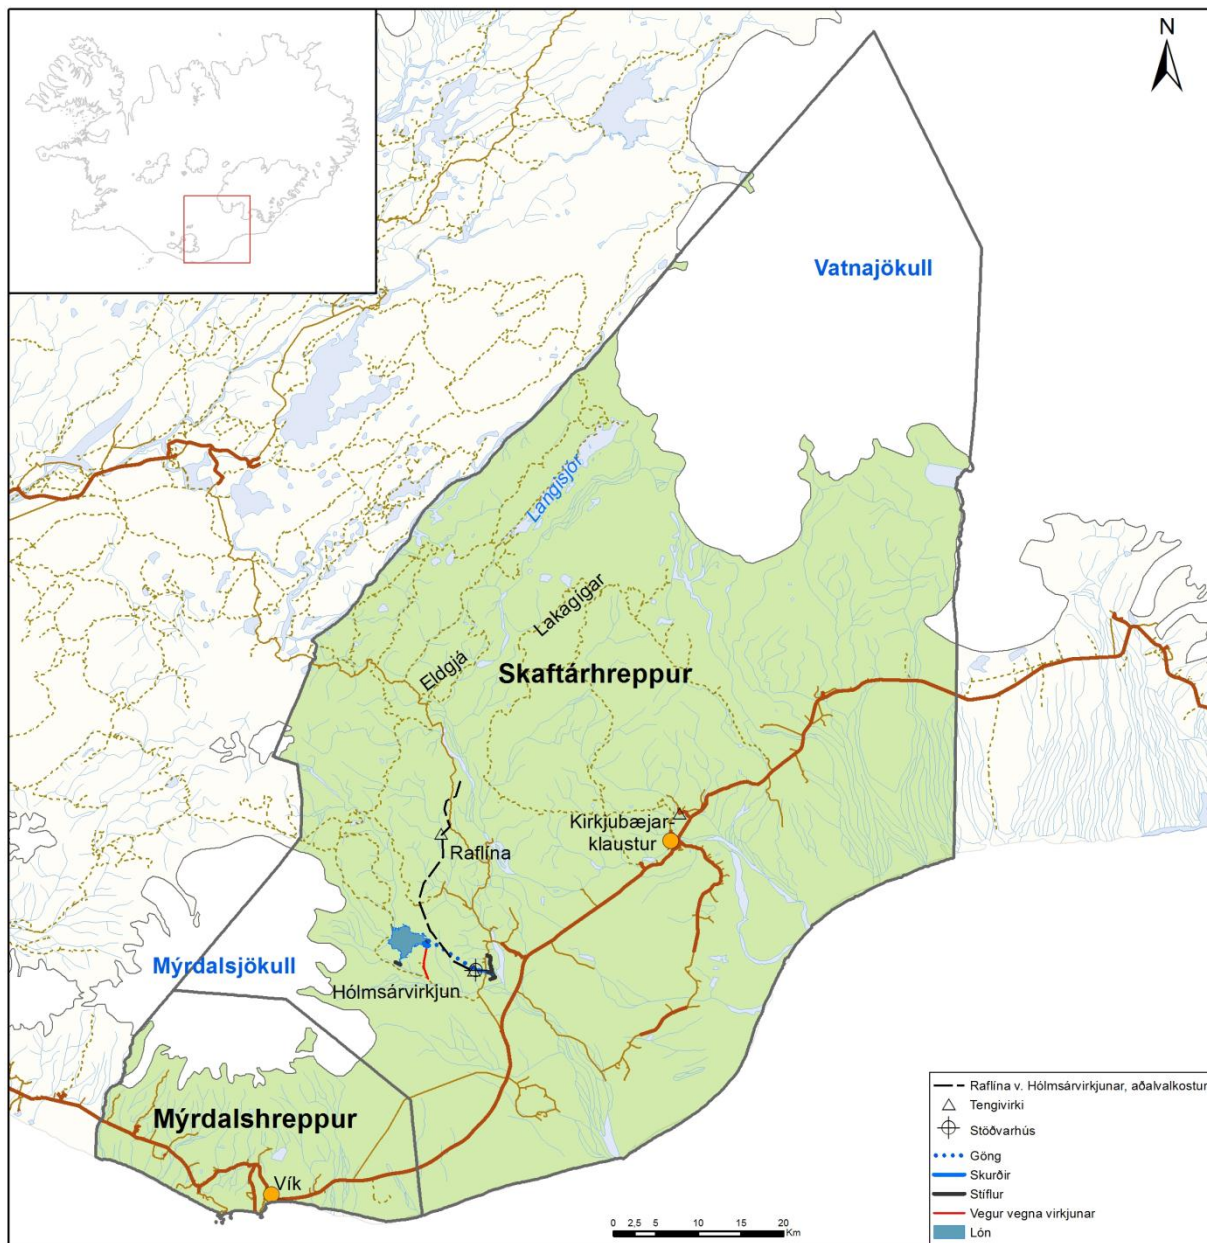 N
Vatnajökull
Langisjór
Lakagígar
Eldgjá
Skaftárhreppur
Kirkjubæjar-
klaustur
Raflína
Mýrdalsjökull
Hólmsárvirkjun
Mýrdalshreppur
Vík
Raflína v. Hólmsárvirkjunar, aðalvalkostur
Tengivirki
Stöðvarhús
Göng
Skurðir
Stíflur
Vegur vegna virkjunar
Lón
0 2,5 5 10 15 20
Km